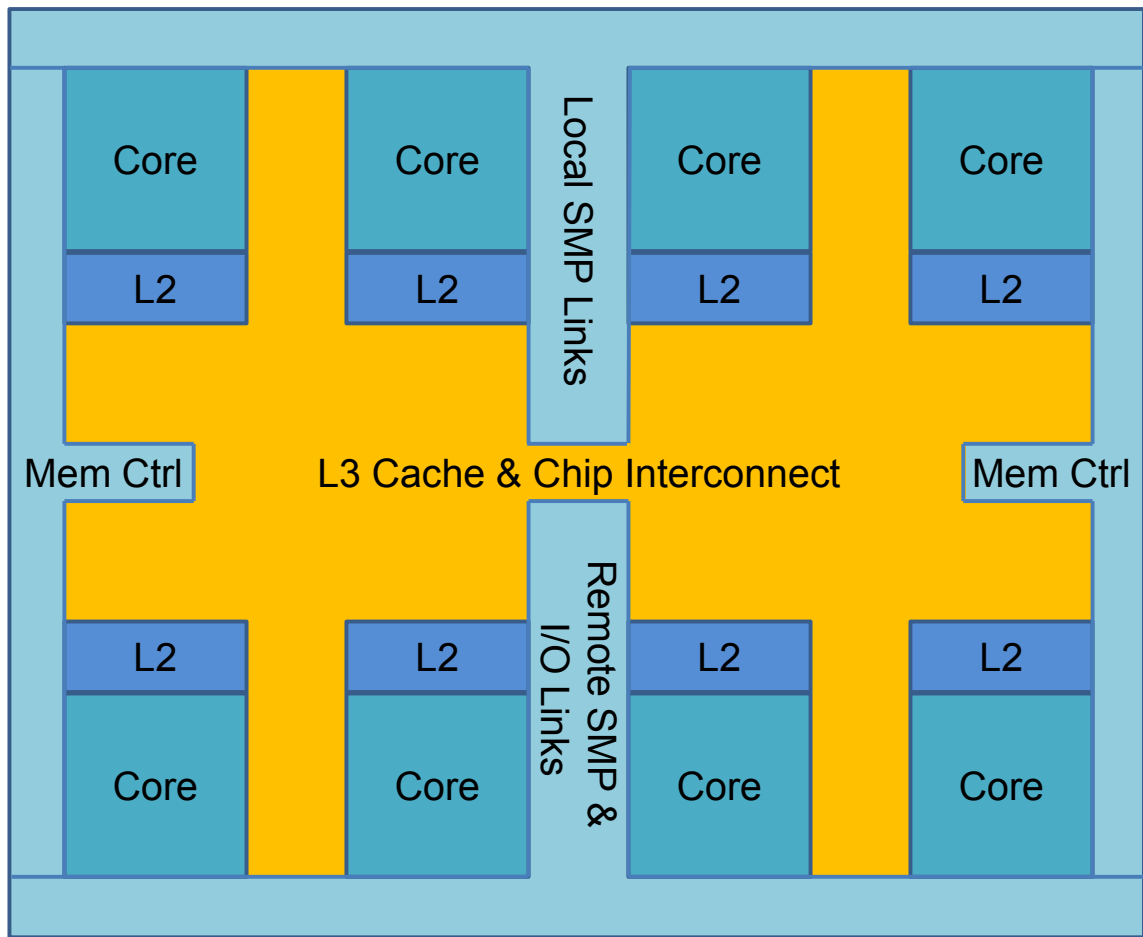 Core
Core
Core
Core
L2
L2
L2
L2
Local SMP Links
Mem Ctrl
L3 Cache & Chip Interconnect
Mem Ctrl
Remote SMP &
I/O Links
L2
L2
L2
L2
Core
Core
Core
Core